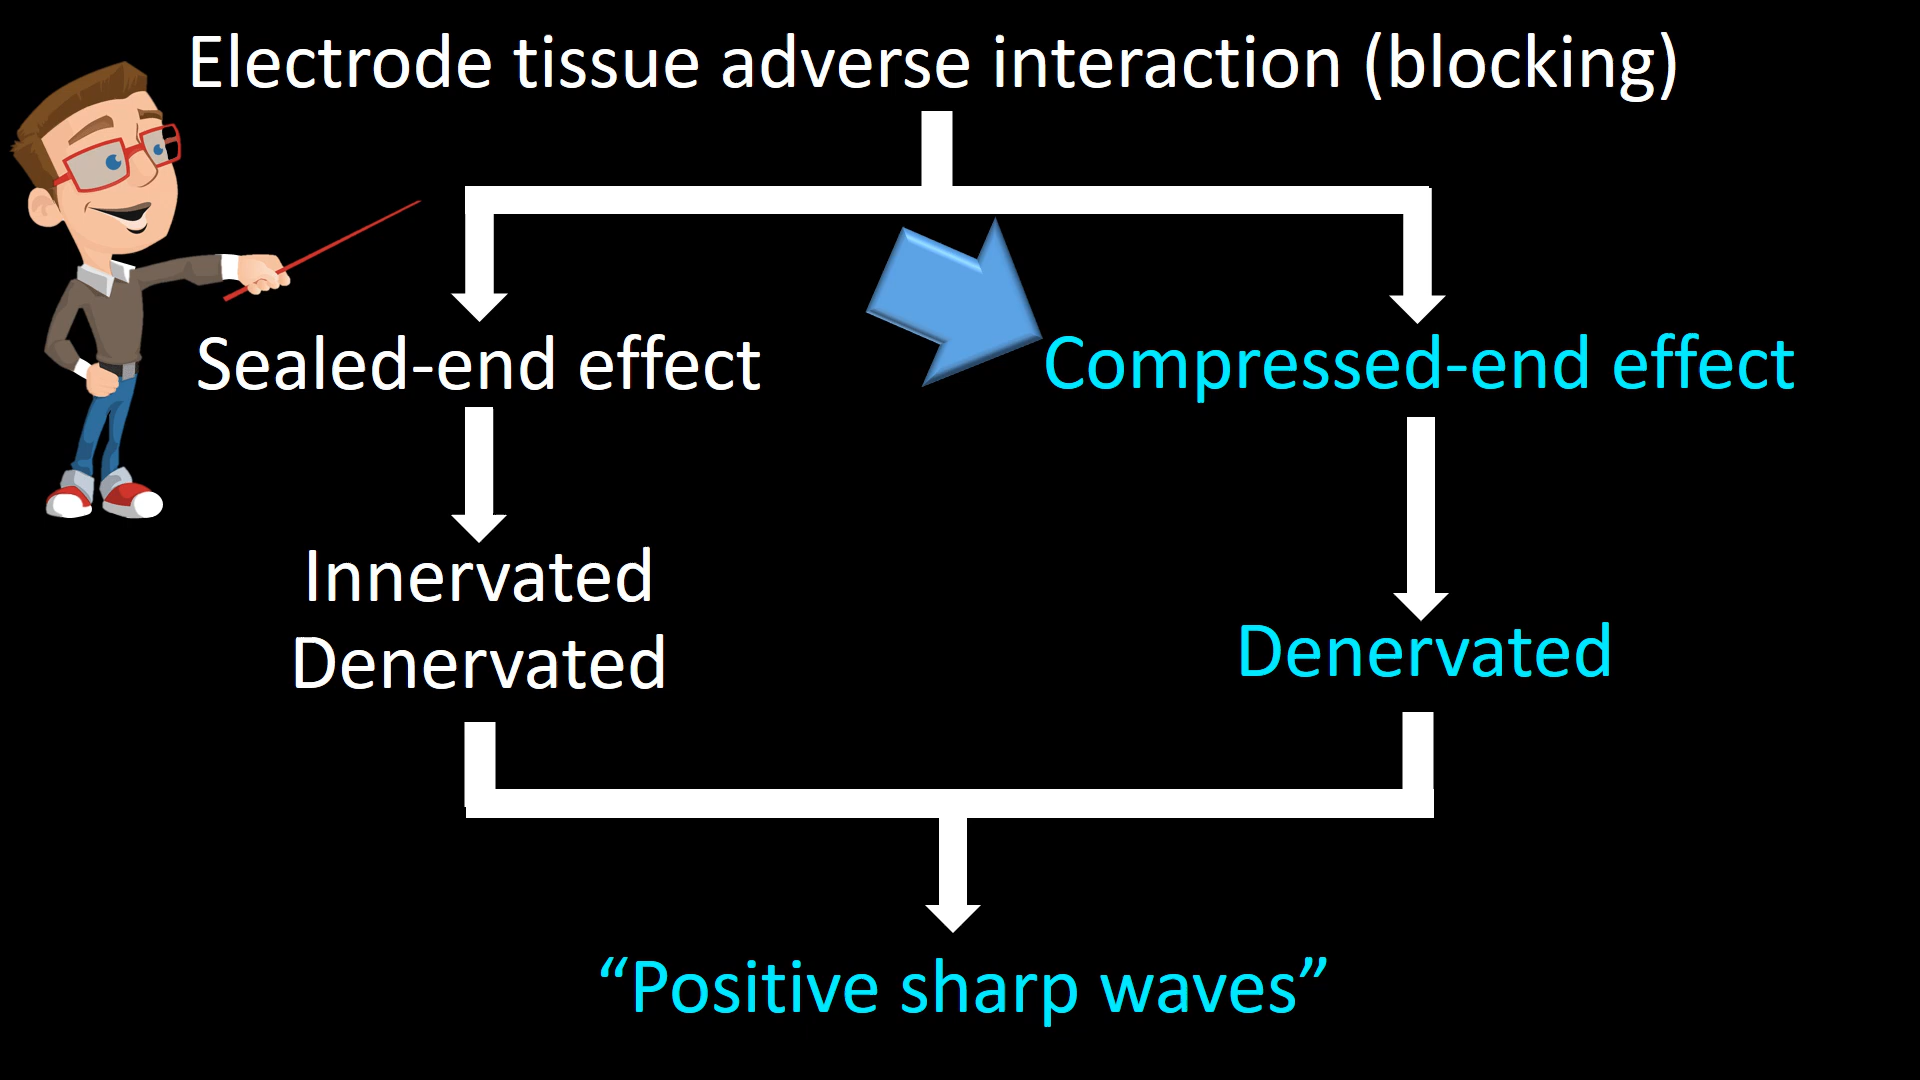 Electrode tissue adverse interaction (blocking)
Sealed-end effect
Compressed-end effect
Innervated
Denervated
Denervated
“Positive sharp waves”